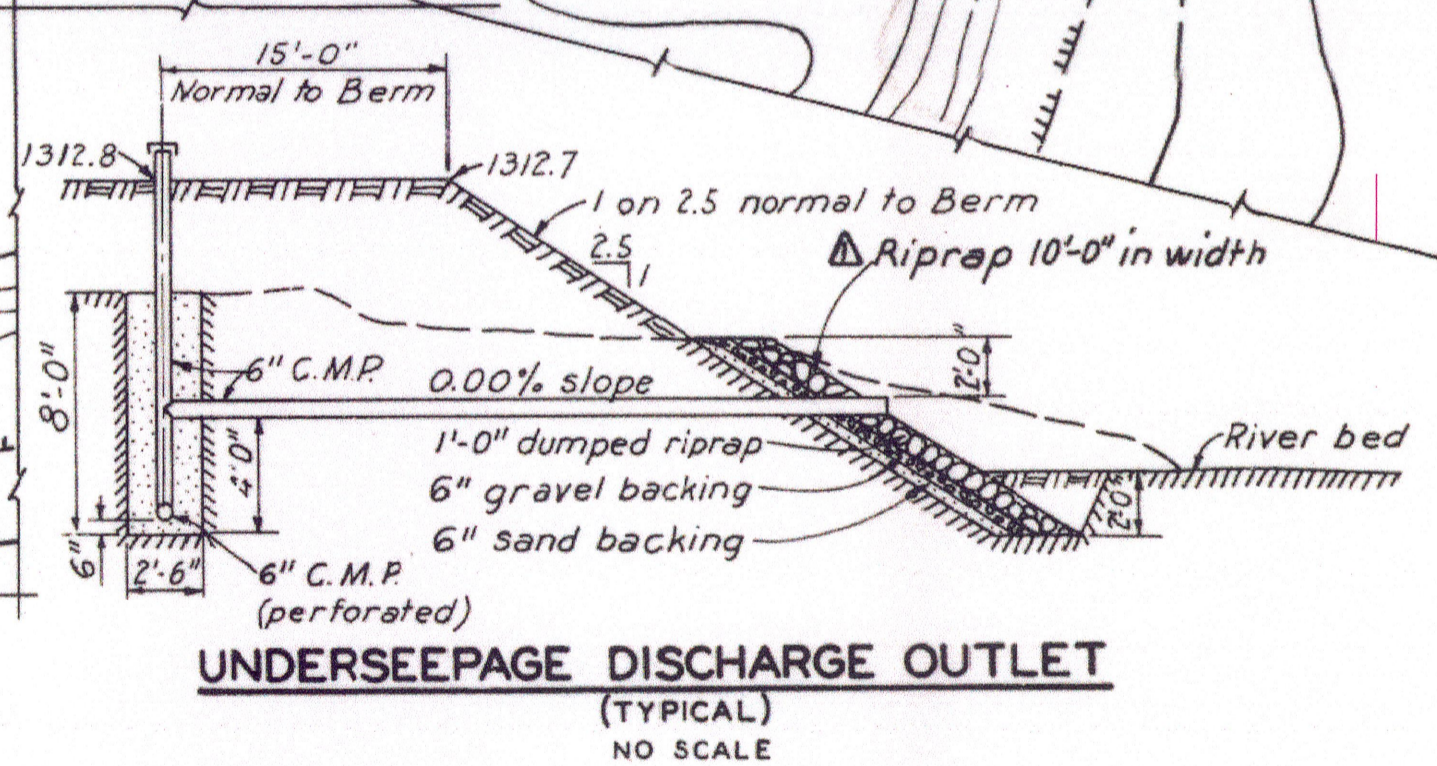 15'-0"
Normal to Berm
1312.8
1312.7
1 on 2.5 normal to Berm
2.5
1
1 Riprap 10'-0" in width
2'-0"
8'-0"
6" C.M.P.
0.00% slope
4'0"
1'-0" dumped riprap
River bed
6" gravel backing
2'-0"
6" sand backing
6"
2'-6"
6" C.M.P.
(perforated)
UNDERSEEPAGE DISCHARGE OUTLET
(TYPICAL)
NO SCALE